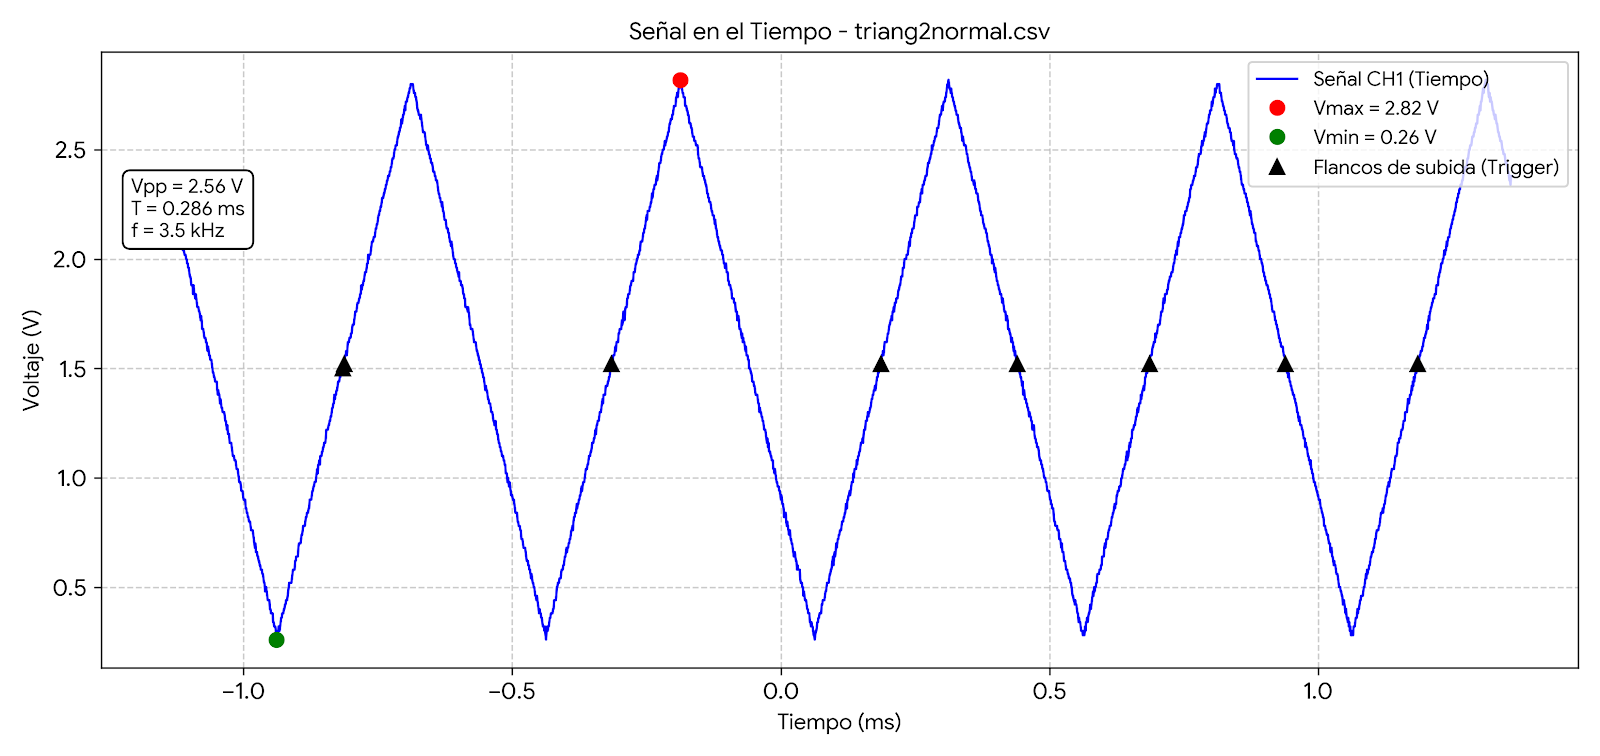 Señal en el Tiempo - triang2normal.csv
Señal CH1 (Tiempo)
Vmax = 2.82 V
Vmin = 0.26 V
Flancos de subida (Trigger)
Vpp = 2.56 V
T = 0.286 ms
f = 3.5 kHz
Voltaje (V)
2.5
2.0
1.5
1.0
0.5
−1.0
−0.5
0.0
0.5
1.0
Tiempo (ms)